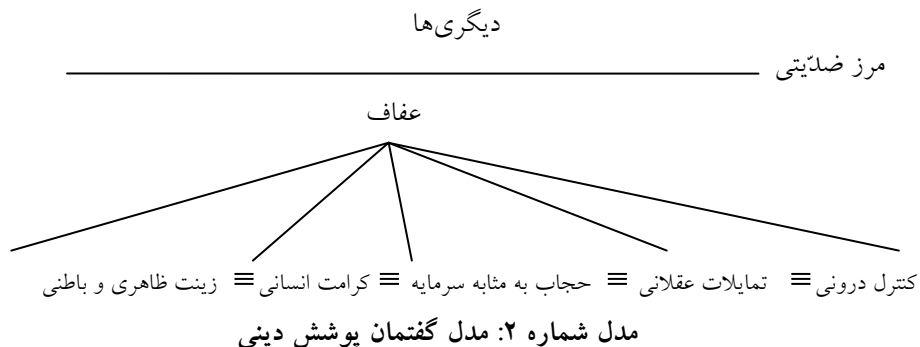 دیگری‌ها
مرز ضدّیتی
عفاف
کنترل درونی ≡ تمایلات عقلانی ≡ حجاب به مثابه سرمایه ≡ کرامت انسانی ≡ زینت ظاهری و باطنی
مدل شماره ۲: مدل گفتمان پوشش دینی